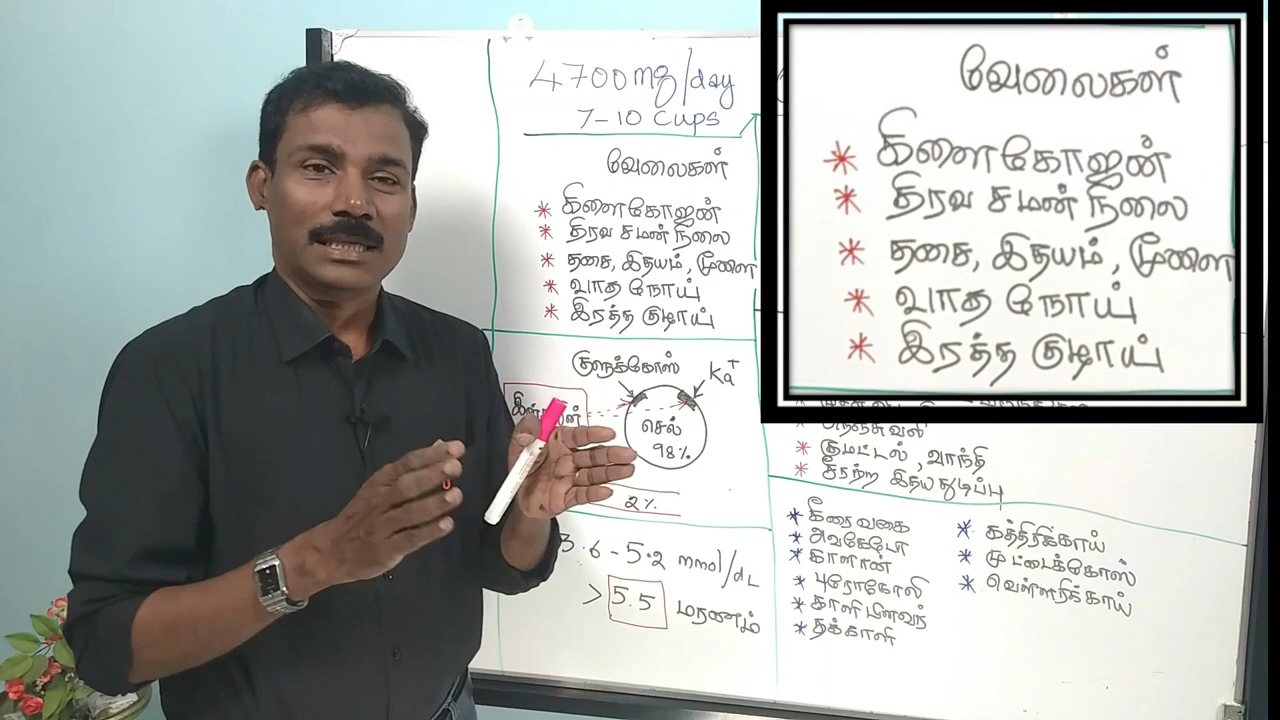 4700mg/day
7-10 Cups
வேலைகள்
* கிளைகோஜன்
* திரவ சமன் நிலை
* தசை, இதயம், மூளை
* வாத நோய்
* இரத்த குழாய்
குளுக்கோஸ்
ka+
செல்
98%
2%
3.6-5.2 mmol/dL
> 5.5 மரணம்
வேலைகள்
* கிளைகோஜன்
* திரவ சமன் நிலை
* தசை, இதயம், மூளை
* வாத நோய்
* இரத்த குழாய்
* குமட்டல், வாந்தி
* சீரற்ற இதய துடிப்பு
* கீரை வகை
* அவகேடோ
* காளான்
* புரோகோலி
* காளிபிளவர்
* தக்காளி
* கத்திரிக்காய்
* முட்டைக்கோஸ்
* வெள்ளரிக்காய்